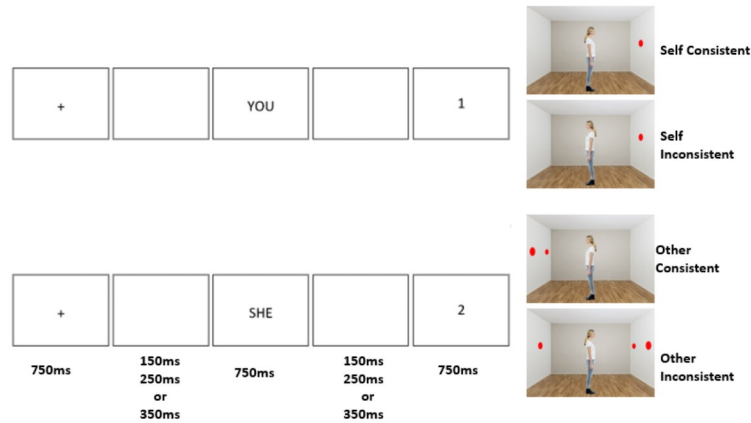 Self Consistent
+
YOU
1
Self
Inconsistent
Other
Consistent
+
SHE
2
Other
Inconsistent
750ms
150ms
250ms
or
350ms
750ms
150ms
250ms
or
350ms
750ms